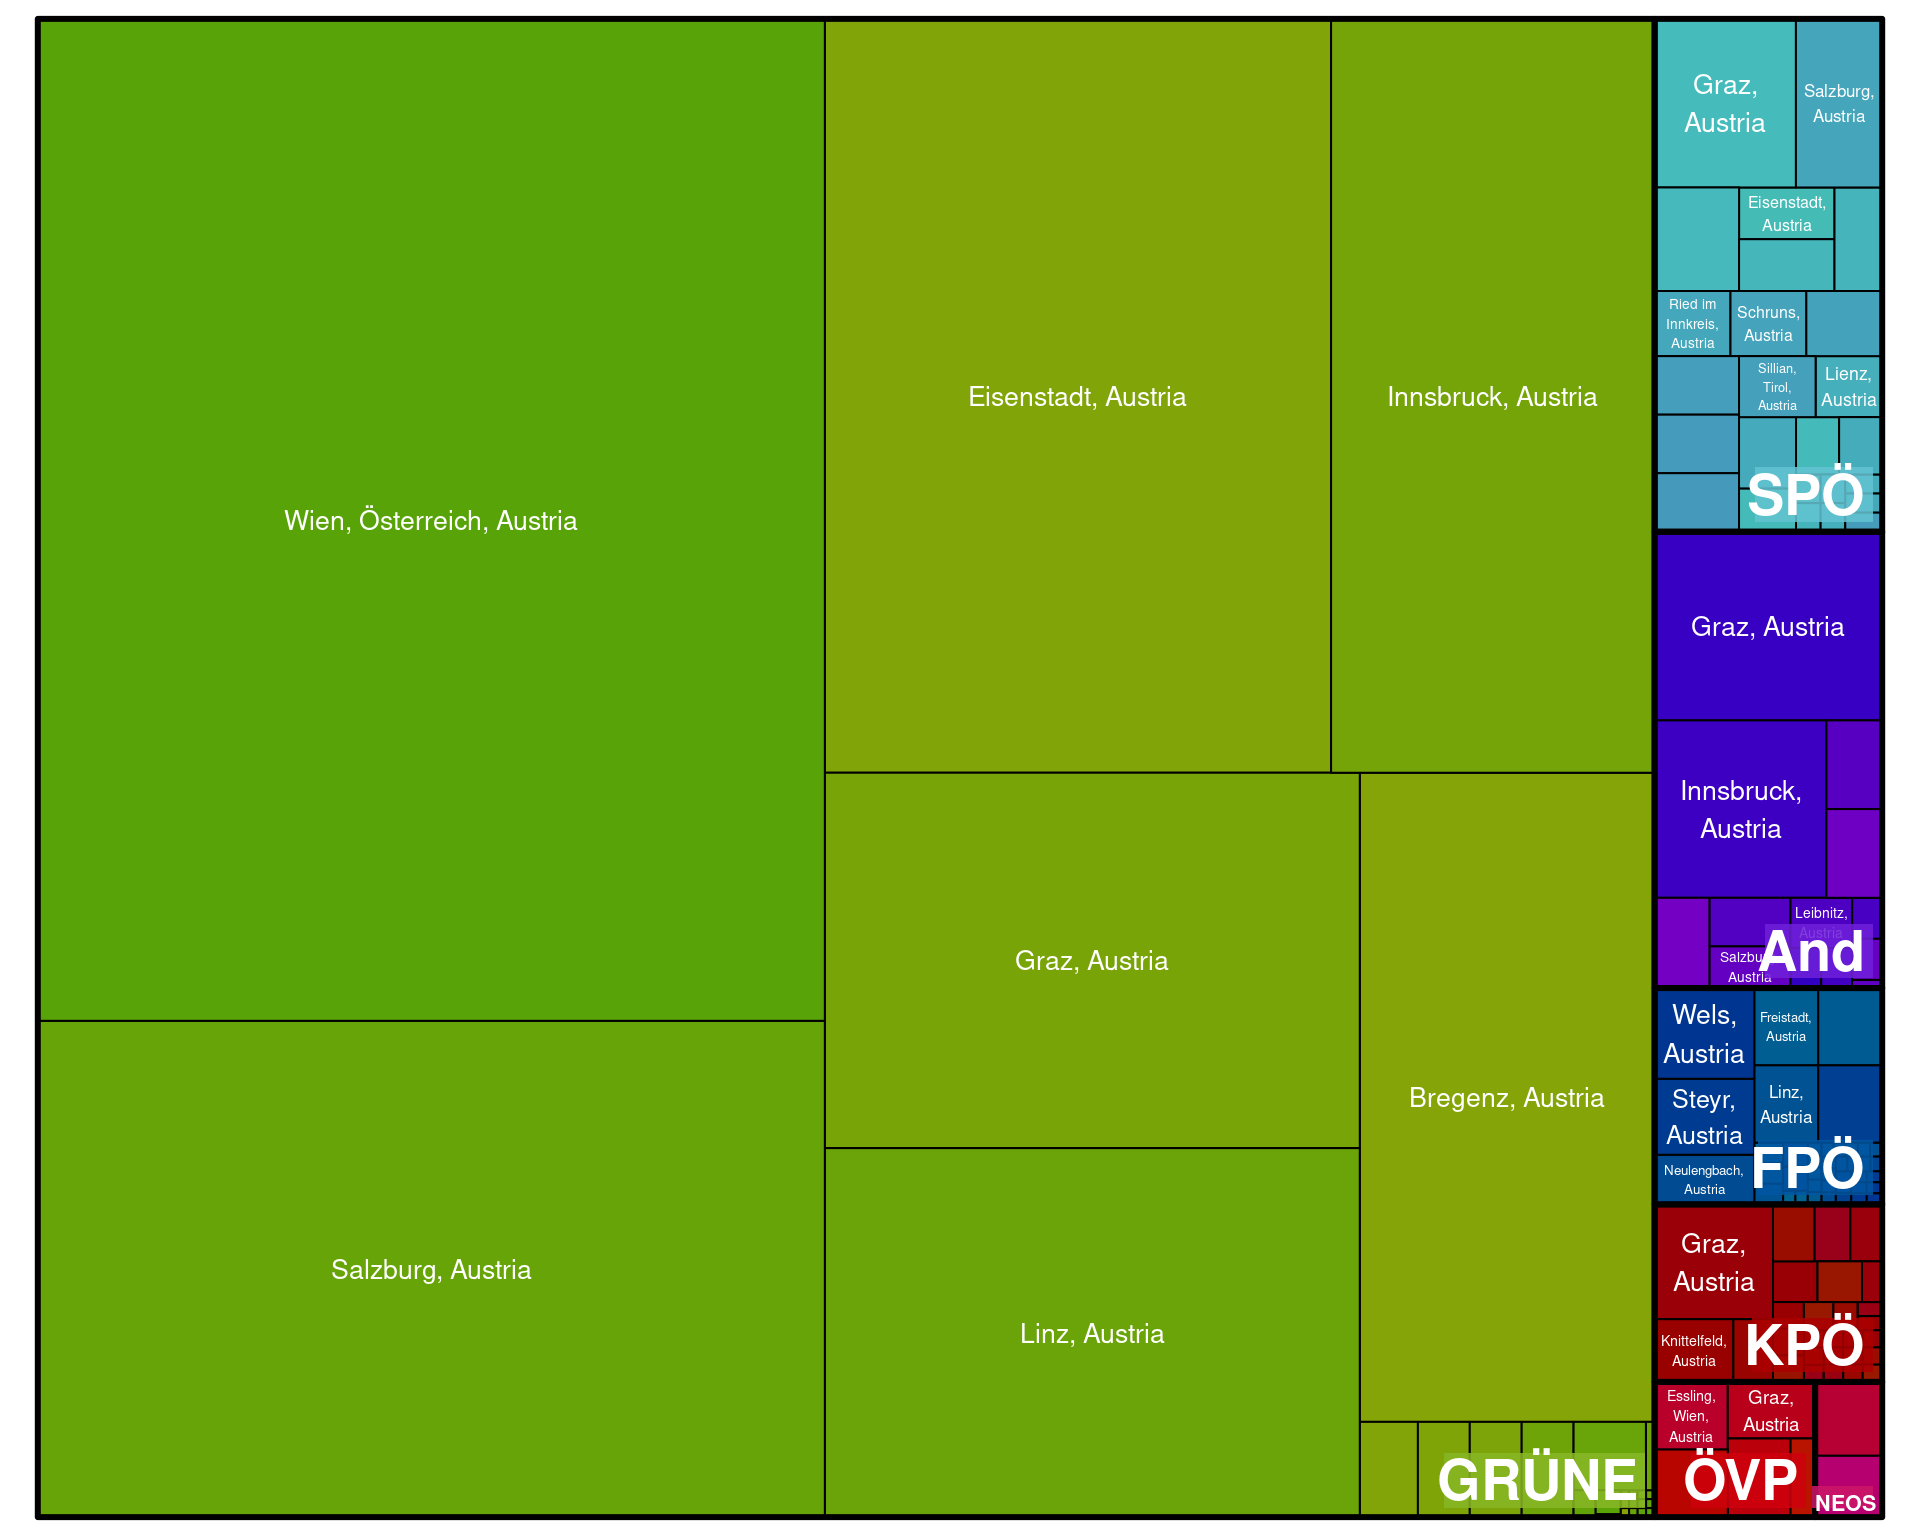 Wien, Österreich, Austria
Salzburg, Austria
Eisenstadt, Austria
Innsbruck, Austria
Graz, Austria
Linz, Austria
Bregenz, Austria
GRÜNE
Graz,
Austria
Salzburg,
Austria
Eisenstadt,
Austria
Ried im
Innkreis,
Austria
Schruns,
Austria
Sillian,
Tirol,
Austria
Lienz,
Austria
SPÖ
Graz, Austria
Innsbruck,
Austria
Leibnitz,
Austria
Salzburg,
Austria
And
Wels,
Austria
Freistadt,
Austria
Steyr,
Austria
Linz,
Austria
Neulengbach,
Austria
FPÖ
Graz,
Austria
Knittelfeld,
Austria
KPÖ
Essling,
Wien,
Austria
Graz,
Austria
ÖVP
NEOS